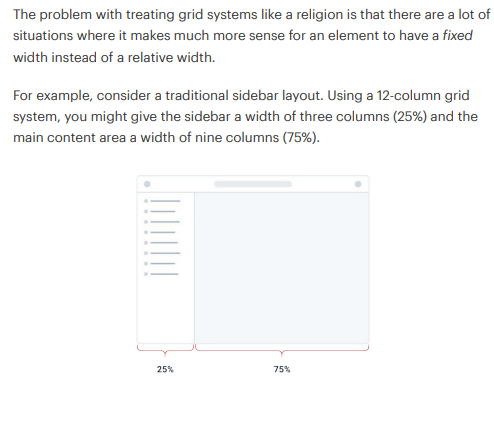 The problem with treating grid systems like a religion is that there are a lot of
situations where it makes much more sense for an element to have a fixed
width instead of a relative width.
For example, consider a traditional sidebar layout. Using a 12-column grid
system, you might give the sidebar a width of three columns (25%) and the
main content area a width of nine columns (75%).
25% 75%